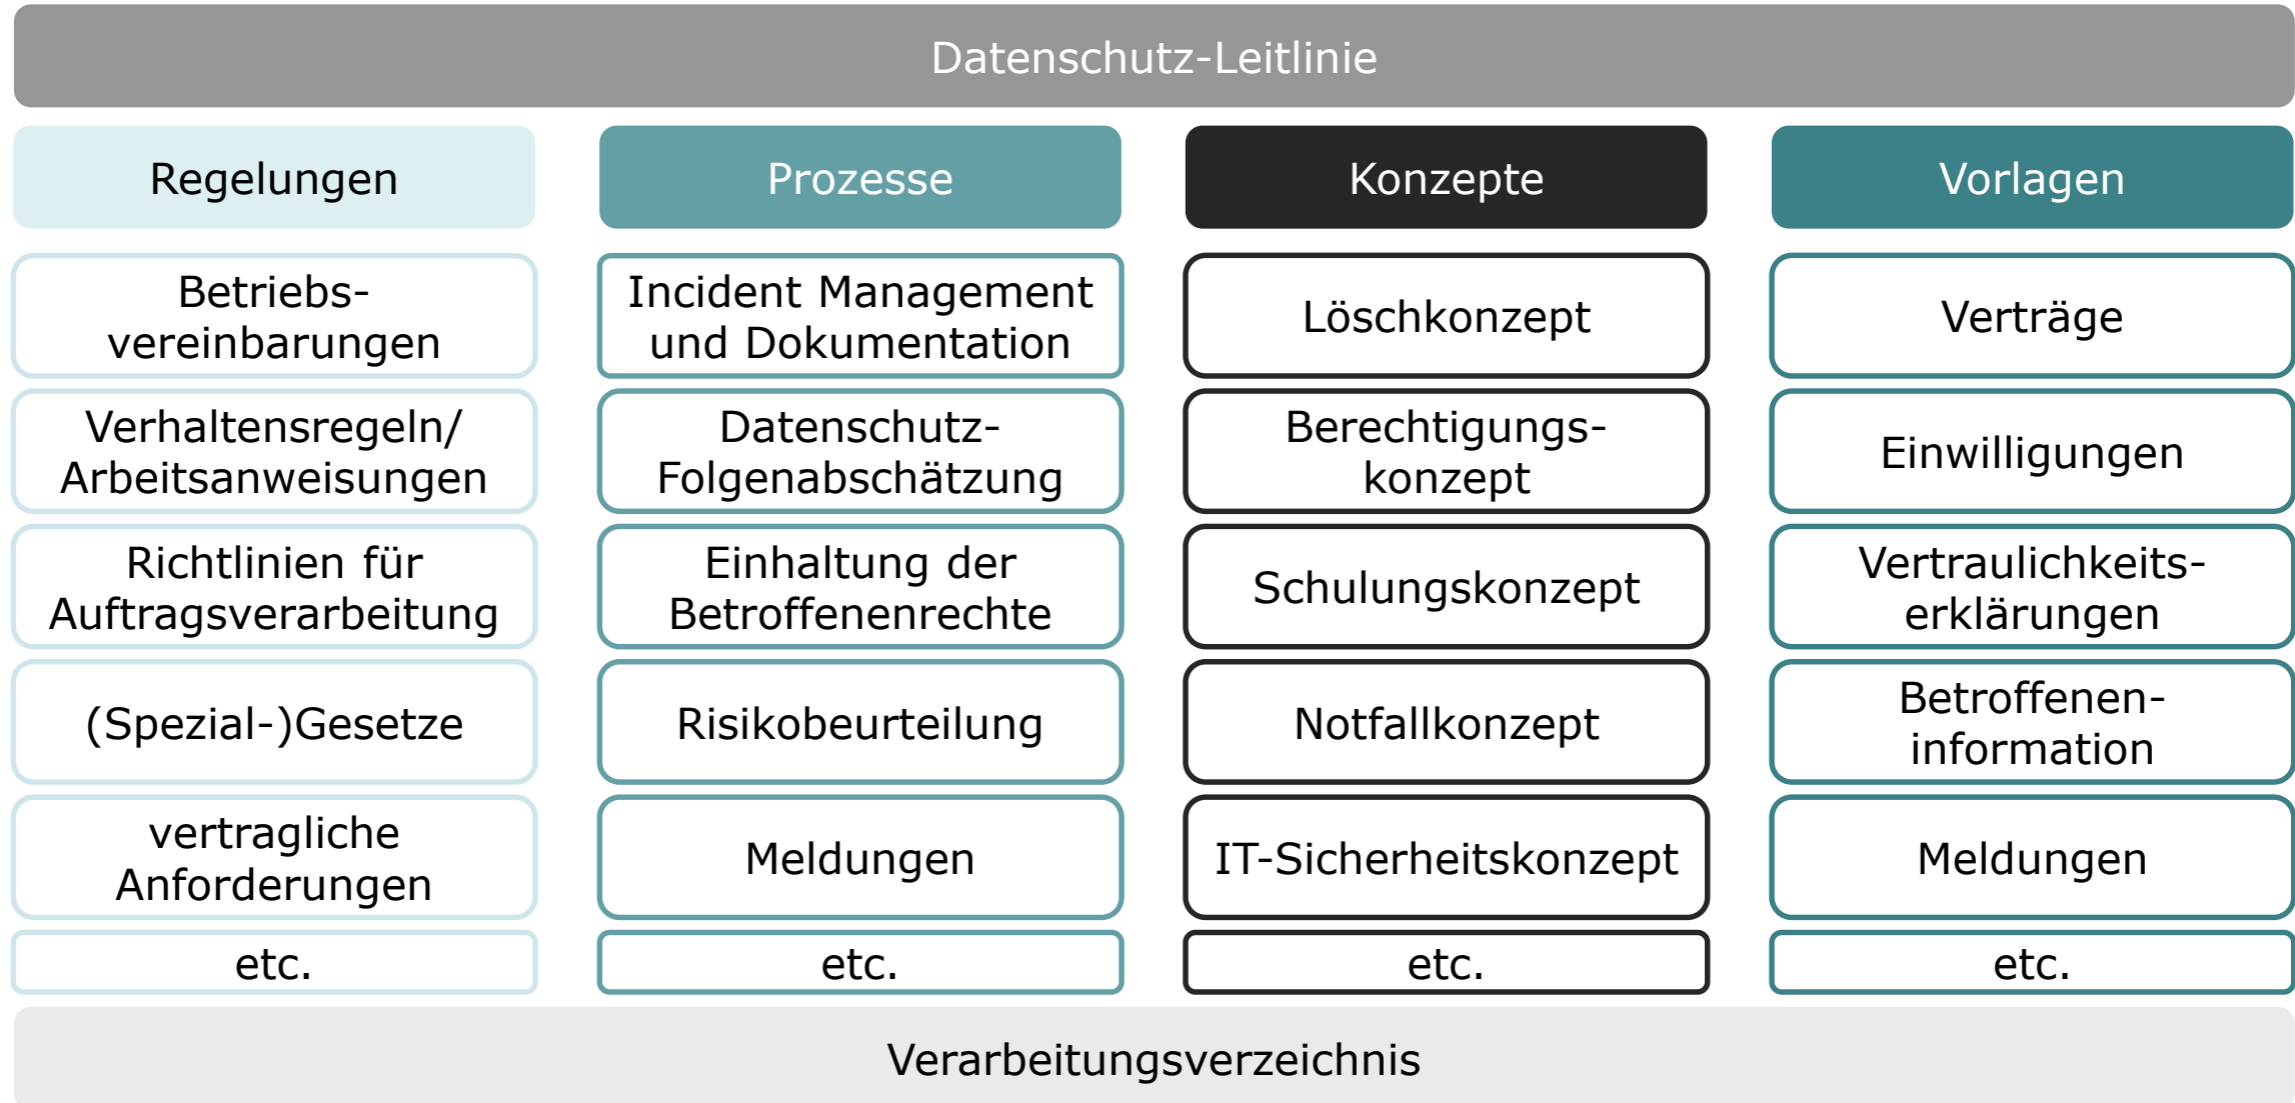 Datenschutz-Leitlinie
Regelungen
Betriebs-
vereinbarungen
Verhaltensregeln/
Arbeitsanweisungen
Richtlinien für
Auftragsverarbeitung
(Spezial-)Gesetze
vertragliche
Anforderungen
etc.
Prozesse
Incident Management
und Dokumentation
Datenschutz-
Folgenabschätzung
Einhaltung der
Betroffenenrechte
Risikobeurteilung
Meldungen
etc.
Konzepte
Löschkonzept
Berechtigungs-
konzept
Schulungskonzept
Notfallkonzept
IT-Sicherheitskonzept
etc.
Vorlagen
Verträge
Einwilligungen
Vertraulichkeits-
erklärungen
Betroffenen-
information
Meldungen
etc.
Verarbeitungsverzeichnis